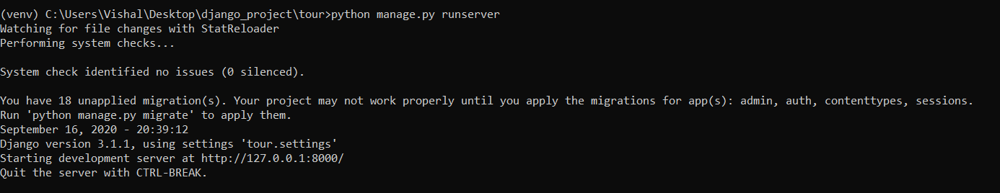 (venv) C:\Users\Vishal\Desktop\django_project\tour>python manage.py runserver
Watching for file changes with StatReloader
Performing system checks...
System check identified no issues (0 silenced).
You have 18 unapplied migration(s). Your project may not work properly until you apply the migrations for app(s): admin, auth, contenttypes, sessions.
Run 'python manage.py migrate' to apply them.
September 16, 2020 - 20:39:12
Django version 3.1.1, using settings 'tour.settings'
Starting development server at http://127.0.0.1:8000/
Quit the server with CTRL-BREAK.